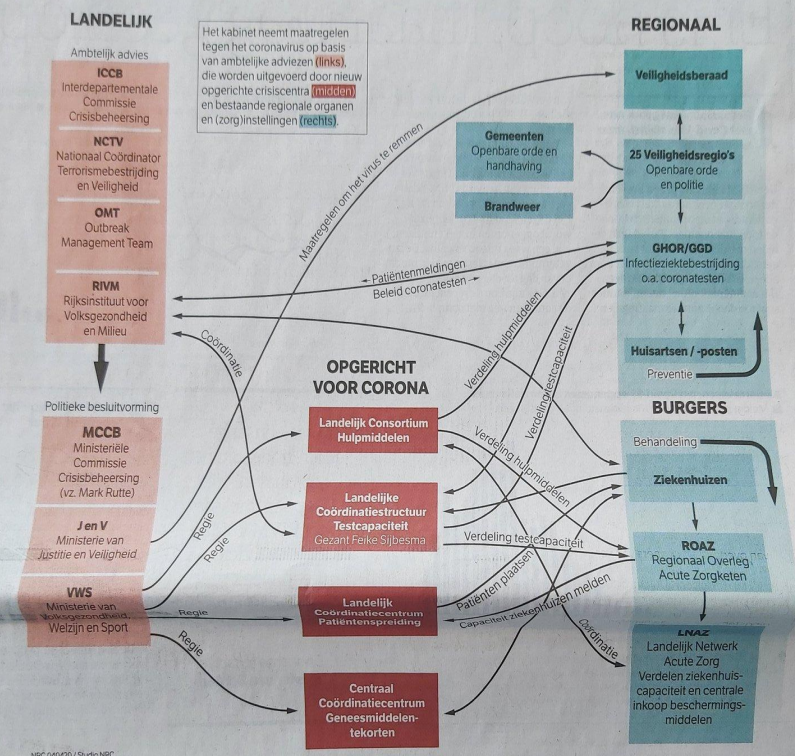 LANDELIJK
Ambtelijk advies
ICCB
Interdepartementale
Commissie
Crisisbeheersing
NCTV
Nationaal Coördinator
Terrorismebestrijding
en Veiligheid
OMT
Outbreak
Management Team
RIVM
Rijksinstituut voor
Volksgezondheid
en Milieu
Politieke besluitvorming
MCCB
Ministeriële
Commissie
Crisisbeheersing
(vz. Mark Rutte)
J en V
Ministerie van
Justitie en Veiligheid
VWS
Ministerie van
Volksgezondheid,
Welzijn en Sport
Het kabinet neemt maatregelen
tegen het coronavirus op basis
van ambtelijke adviezen (links),
die worden uitgevoerd door nieuw
opgerichte crisiscentra (midden)
en bestaande regionale organen
en (zorg)instellingen (rechts).
Maatregelen om het virus te remmen
Patiëntenmeldingen
Beleid coronatesten
Coördinatie
Regie
Regie
Regie
Regie
OPGERICHT
VOOR CORONA
Landelijk Consortium
Hulpmiddelen
Landelijke
Coördinatiestructuur
Testcapaciteit
Gezant Feike Sijbesma
Landelijk
Coördinatiecentrum
Patiëntenspreiding
Centraal
Coördinatiecentrum
Geneesmiddelen-
tekorten
Verdeling hulpmiddelen
Verdeling testcapaciteit
Verdeling hulpmiddelen
Verdeling testcapaciteit
Patiënten plaatsen
Capaciteit ziekenhuizen melden
Coördinatie
REGIONAAL
Veiligheidsberaad
Gemeenten
Openbare orde en
handhaving
Brandweer
25 Veiligheidsregio's
Openbare orde
en politie
GHOR/GGD
Infectieziektebestrijding
o.a. coronatesten
Huisartsen / -posten
Preventie
BURGERS
Behandeling
Ziekenhuizen
ROAZ
Regionaal Overleg
Acute Zorgketen
LNAZ
Landelijk Netwerk
Acute Zorg
Verdelen ziekenhuis-
capaciteit en centrale
inkoop beschermings-
middelen
NRC 040420 / Studio NRC